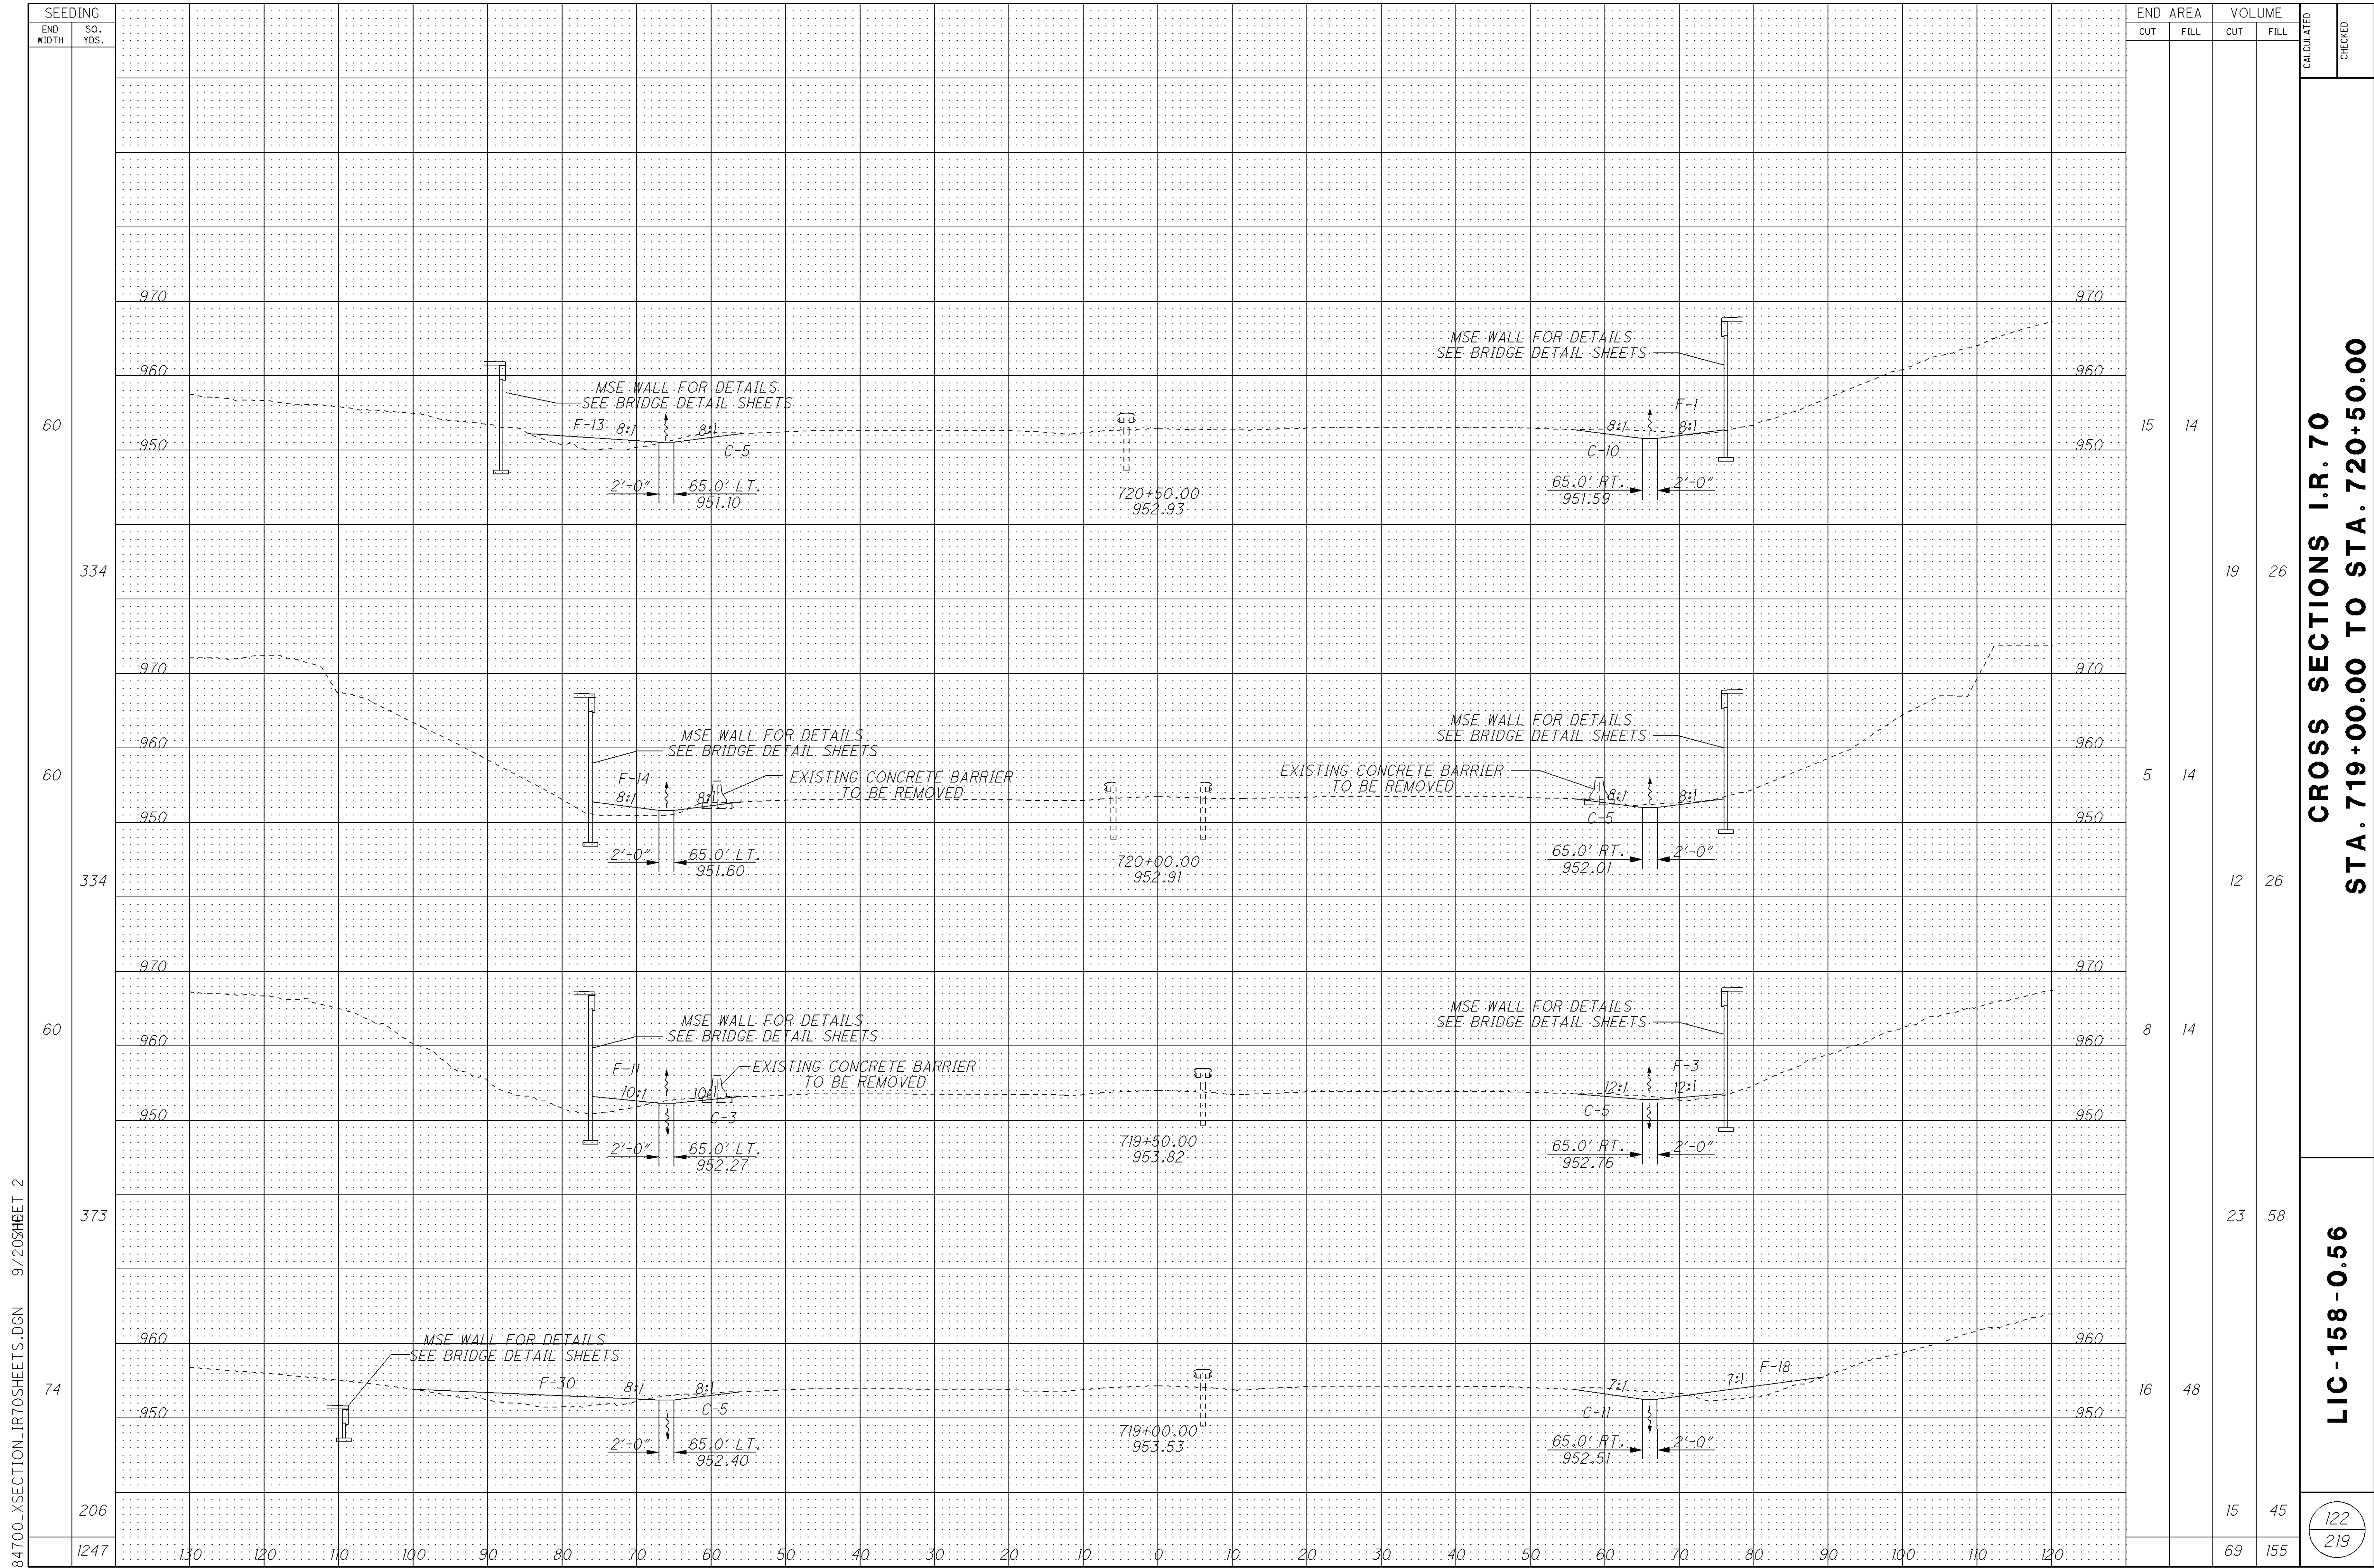 SEEDING
END WIDTH
SQ. YDS.
END AREA
VOLUME
CUT FILL CUT FILL
CALCULATED
CHECKED
970 970
MSE WALL FOR DETAILS
SEE BRIDGE DETAIL SHEETS
960 960
MSE WALL FOR DETAILS
SEE BRIDGE DETAIL SHEETS
60 F-13 8:1 8:1 8:1 F-1 8:1 15 14
950 C-5 C-10 950
2'-0" 65.0' LT. 65.0' RT. 2'-0"
951.10 720+50.00 951.59
952.93
334 19 26
970 970
MSE WALL FOR DETAILS
SEE BRIDGE DETAIL SHEETS
MSE WALL FOR DETAILS
SEE BRIDGE DETAIL SHEETS
960 960
60 F-14 EXISTING CONCRETE BARRIER
TO BE REMOVED
EXISTING CONCRETE BARRIER
TO BE REMOVED
5 14
8:1 8:1 8:1 8:1
950 C-5 950
2'-0" 65.0' LT. 65.0' RT. 2'-0"
951.60 720+00.00 952.01
952.91
334 12 26
970 970
MSE WALL FOR DETAILS
SEE BRIDGE DETAIL SHEETS
MSE WALL FOR DETAILS
SEE BRIDGE DETAIL SHEETS
60 8 14
960 960
F-11 EXISTING CONCRETE BARRIER
TO BE REMOVED
F-3
10:1 10:1 12:1 12:1
950 C-3 C-5 950
2'-0" 65.0' LT. 65.0' RT. 2'-0"
952.27 719+50.00 952.76
953.82
373 23 58
960 960
MSE WALL FOR DETAILS
SEE BRIDGE DETAIL SHEETS
74 F-30 8:1 8:1 7:1 7:1 F-18 16 48
950 C-5 C-11 950
2'-0" 65.0' LT. 65.0' RT. 2'-0"
952.40 719+00.00 952.51
953.53
206 15 45
1247 69 155
130 120 110 100 90 80 70 60 50 40 30 20 10 0 10 20 30 40 50 60 70 80 90 100 110 120
CROSS SECTIONS I.R. 70
STA. 719+00.00 TO STA. 720+50.00
LIC-158-0.56
122
219
84700_XSECTION_IR70SHEETS.DGN
SHEET 2